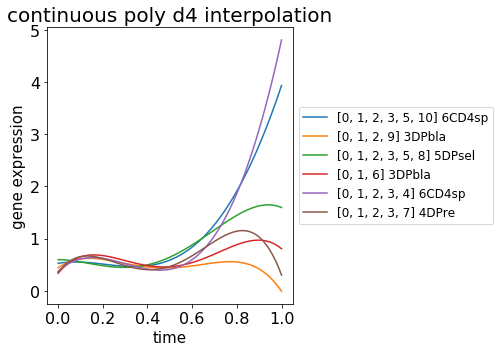 continuous poly d4 interpolation
gene expression
5
4
3
2
1
0
0.0 0.2 0.4 0.6 0.8 1.0
time
[0, 1, 2, 3, 5, 10] 6CD4sp
[0, 1, 2, 9] 3DPbla
[0, 1, 2, 3, 5, 8] 5DPsel
[0, 1, 6] 3DPbla
[0, 1, 2, 3, 4] 6CD4sp
[0, 1, 2, 3, 7] 4DPre